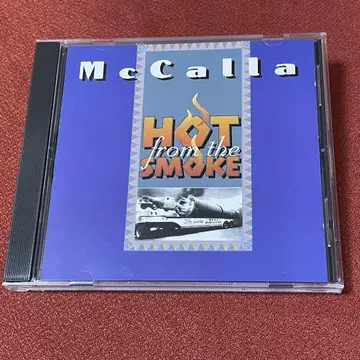 McCalla
HOT
from the
SMOKE